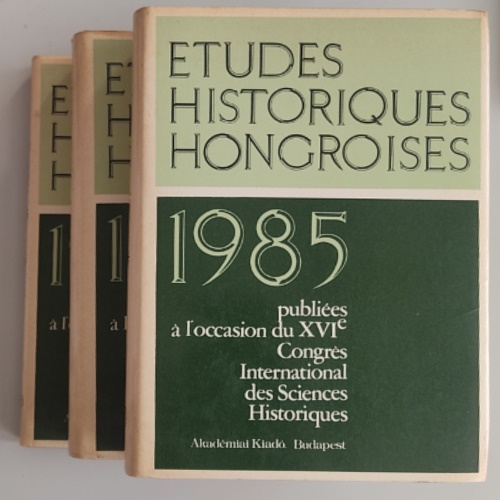 ETUDES
HISTORIQUES
HONGROISES
1985
publiées
à l'occasion du XVIe
Congrès
International
des Sciences
Historiques
Akadémiai Kiadó, Budapest